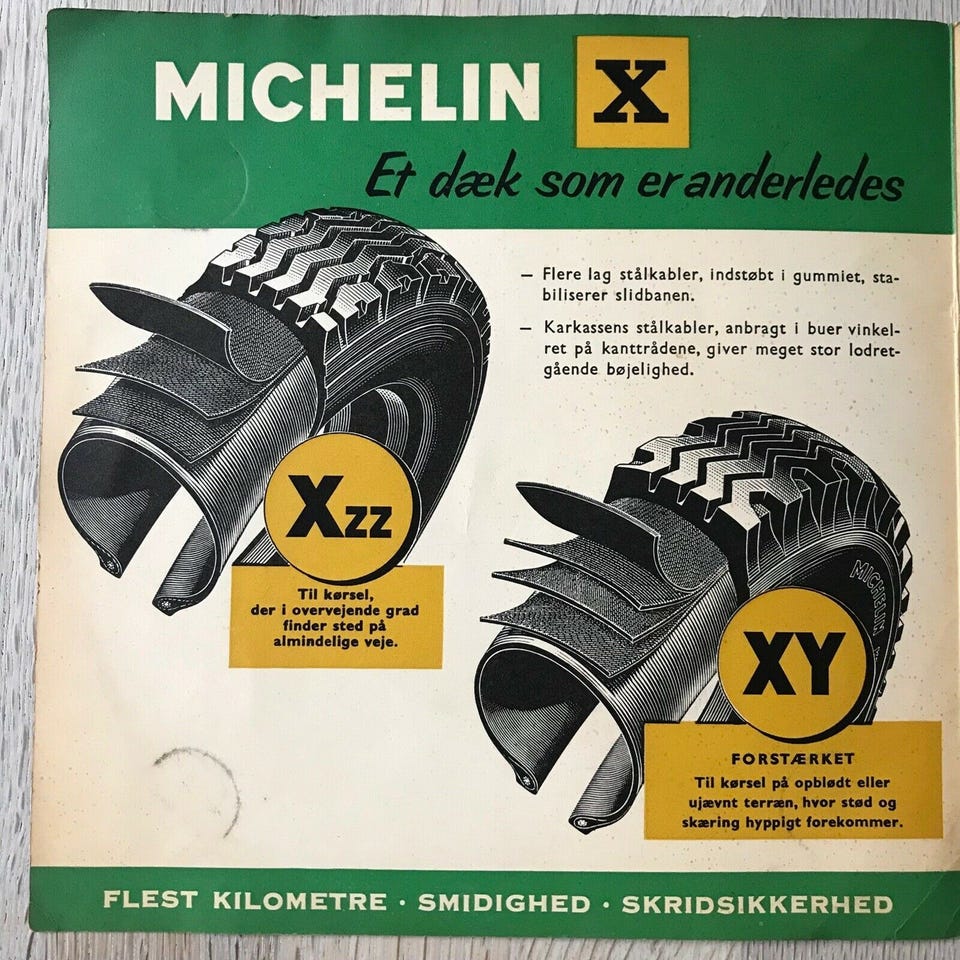 MICHELIN X
Et dæk som er anderledes
— Flere lag stålkabler, indstøbt i gummiet, sta-
biliserer slidbanen.
— Karkassens stålkabler, anbragt i buer vinkel-
ret på kanttrådene, giver meget stor lodret-
gående bøjelighed.
Xzz
Til kørsel,
der i overvejende grad
finder sted på
almindelige veje.
MICHELIN
XY
FORSTÆRKET
Til kørsel på opblødt eller
ujævnt terræn, hvor stød og
skæring hyppigt forekommer.
FLEST KILOMETRE · SMIDIGHED · SKRIDSIKKERHED